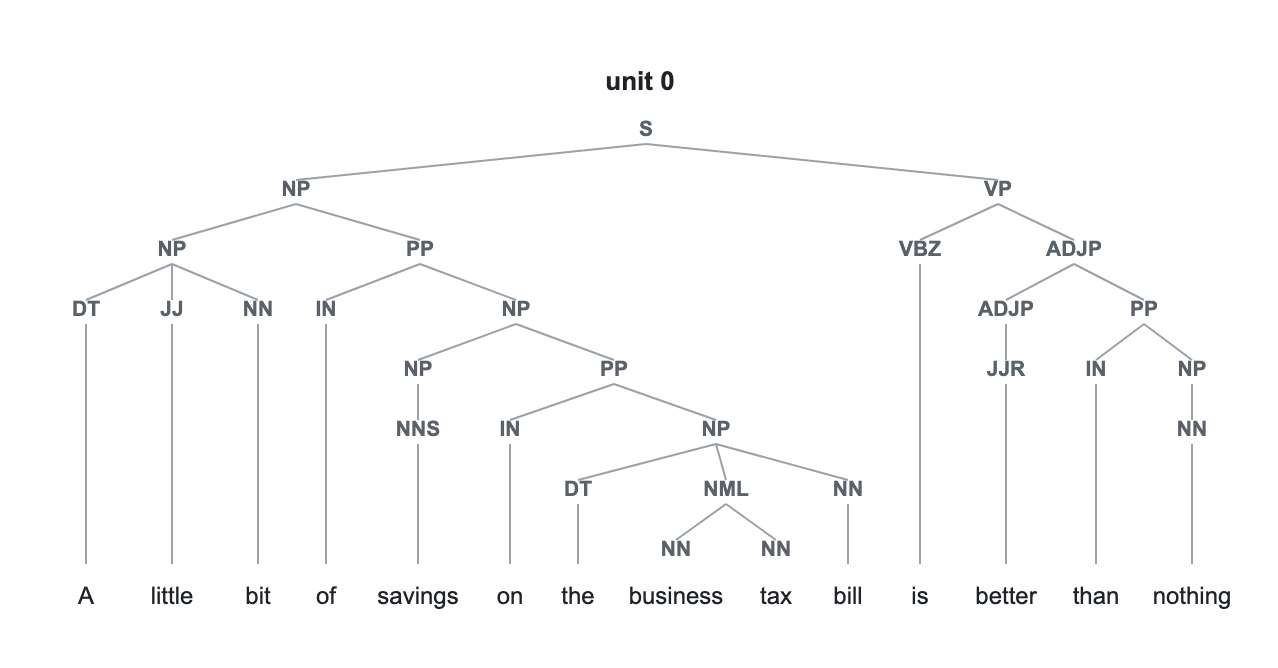 unit 0
S
NP VP
NP PP VBZ ADJP
DT JJ NN IN NP ADJP PP
NP PP JJR IN NP
NNS IN NP NN
DT NML NN
NN NN
A little bit of savings on the business tax bill is better than nothing